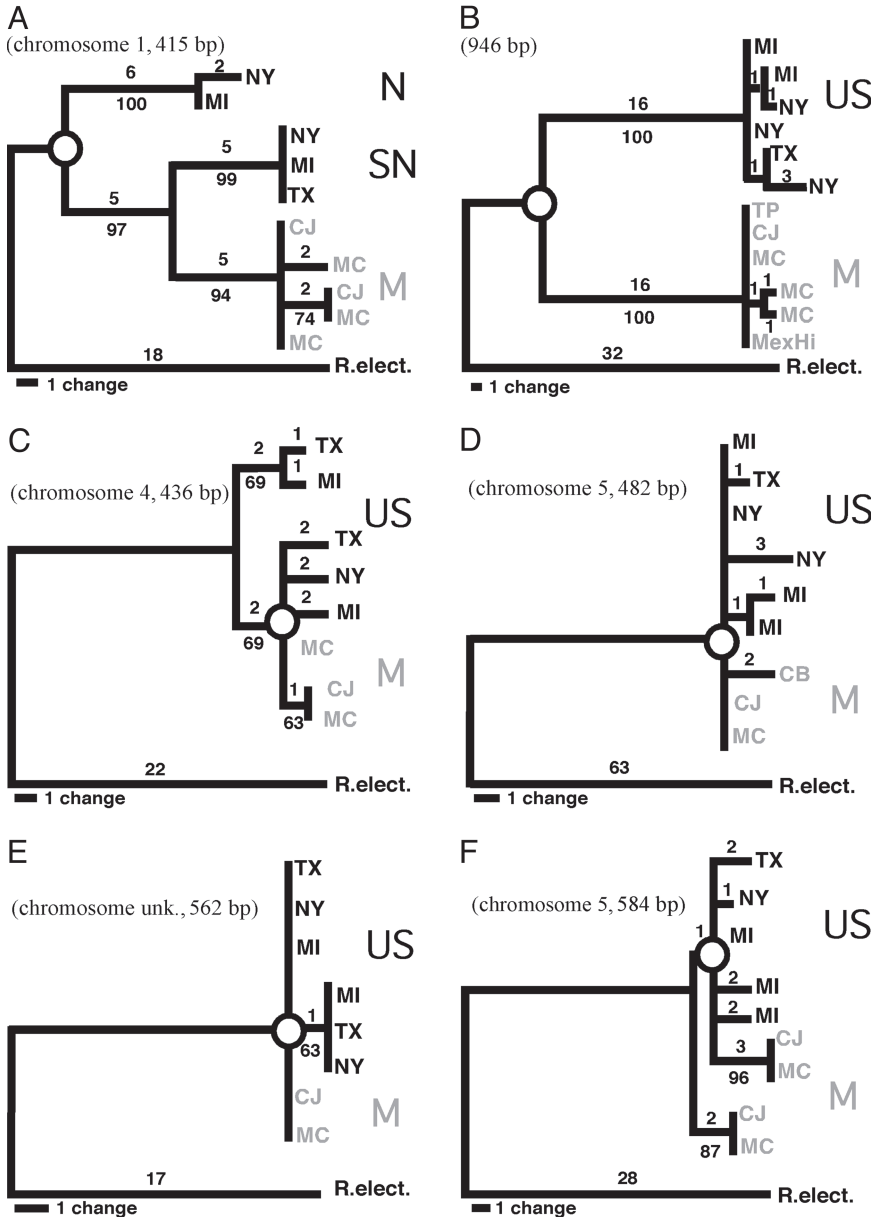 A
(chromosome 1, 415 bp)
6
100
2
NY
MI
N
5
97
5
99
NY
MI
TX
SN
5
94
CJ
2
MC
2
CJ
74
MC
MC
M
18
R.elect.
1 change
B
(946 bp)
16
100
MI
1
MI
1
NY
NY
TX
1
3
NY
US
16
100
TP
CJ
MC
1
1
MC
MC
1
MexHi
M
32
R.elect.
1 change
C
(chromosome 4, 436 bp)
2
69
1
TX
1
MI
US
2
TX
2
NY
2
MI
2
69
MC
1
63
CJ
MC
M
22
R.elect.
1 change
D
(chromosome 5, 482 bp)
MI
1
TX
NY
US
3
NY
1
1
MI
MI
2
CB
CJ
MC
M
63
R.elect.
1 change
E
(chromosome unk., 562 bp)
TX
NY
MI
US
1
63
MI
TX
NY
CJ
MC
M
17
R.elect.
1 change
F
(chromosome 5, 584 bp)
2
TX
1
NY
1
MI
US
2
MI
2
MI
3
96
CJ
MC
2
87
CJ
MC
M
28
R.elect.
1 change